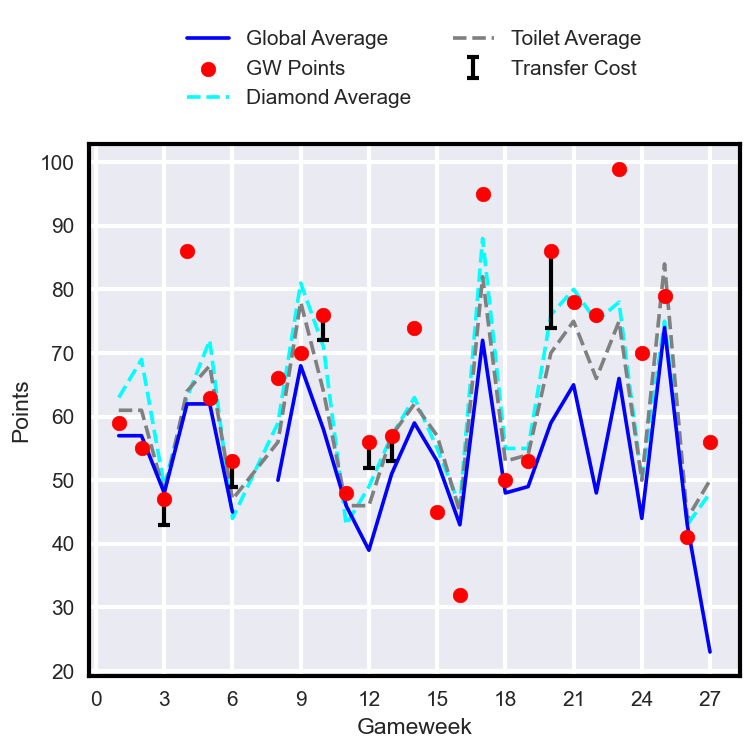 Global Average
GW Points
Diamond Average
Toilet Average
Transfer Cost
100
90
80
70
60
50
40
30
20
Points
0 3 6 9 12 15 18 21 24 27
Gameweek